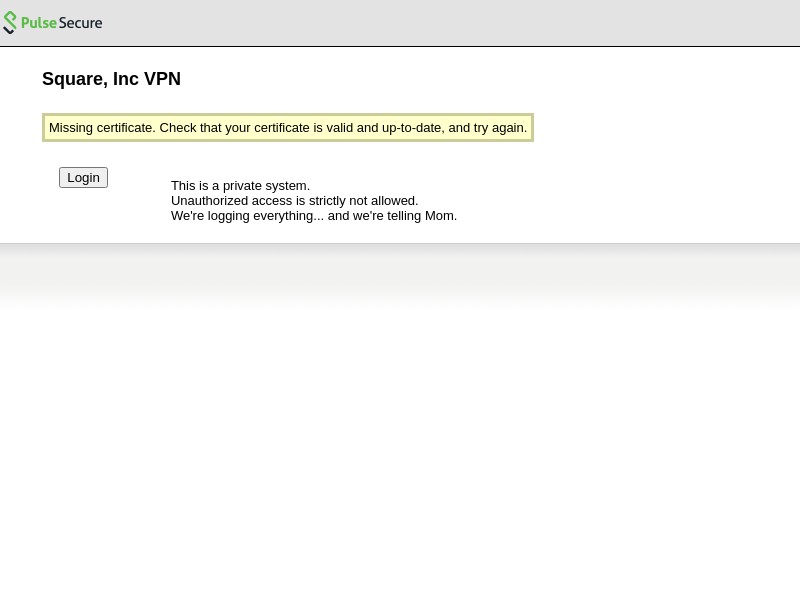 Pulse Secure
Square, Inc VPN
Missing certificate. Check that your certificate is valid and up-to-date, and try again.
Login
This is a private system.
Unauthorized access is strictly not allowed.
We're logging everything... and we're telling Mom.